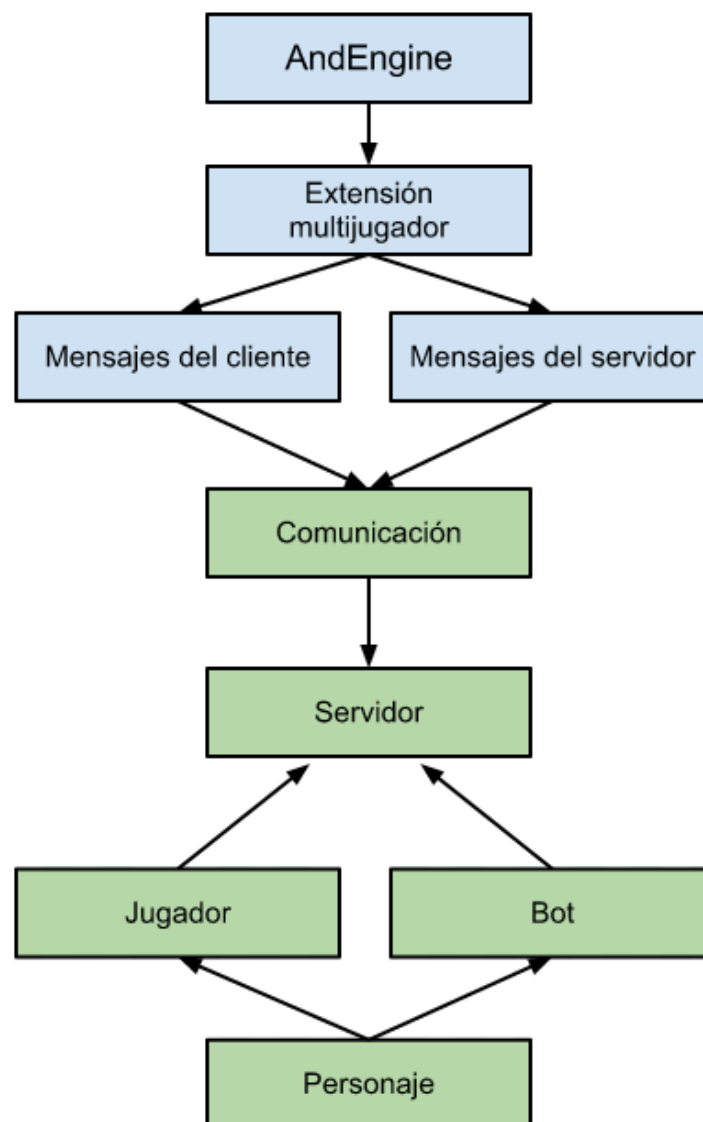 AndEngine
Extensión
multijugador
Mensajes del cliente
Mensajes del servidor
Comunicación
Servidor
Jugador
Bot
Personaje